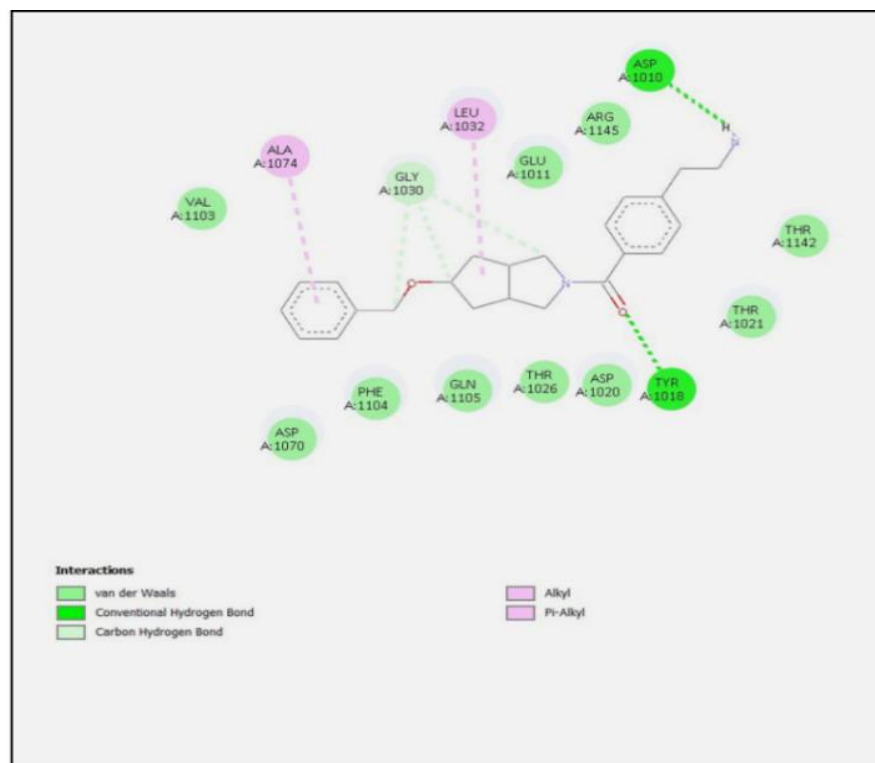 ASP
A:1010
LEU
A:1032
ARG
A:1145
ALA
A:1074
GLU
A:1011
GLY
A:1030
VAL
A:1103
H
N
THR
A:1142
N
O
O
THR
A:1021
PHE
A:1104
GLN
A:1105
THR
A:1026
ASP
A:1020
TYR
A:1018
ASP
A:1070
Interactions
van der Waals
Conventional Hydrogen Bond
Carbon Hydrogen Bond
Alkyl
Pi-Alkyl